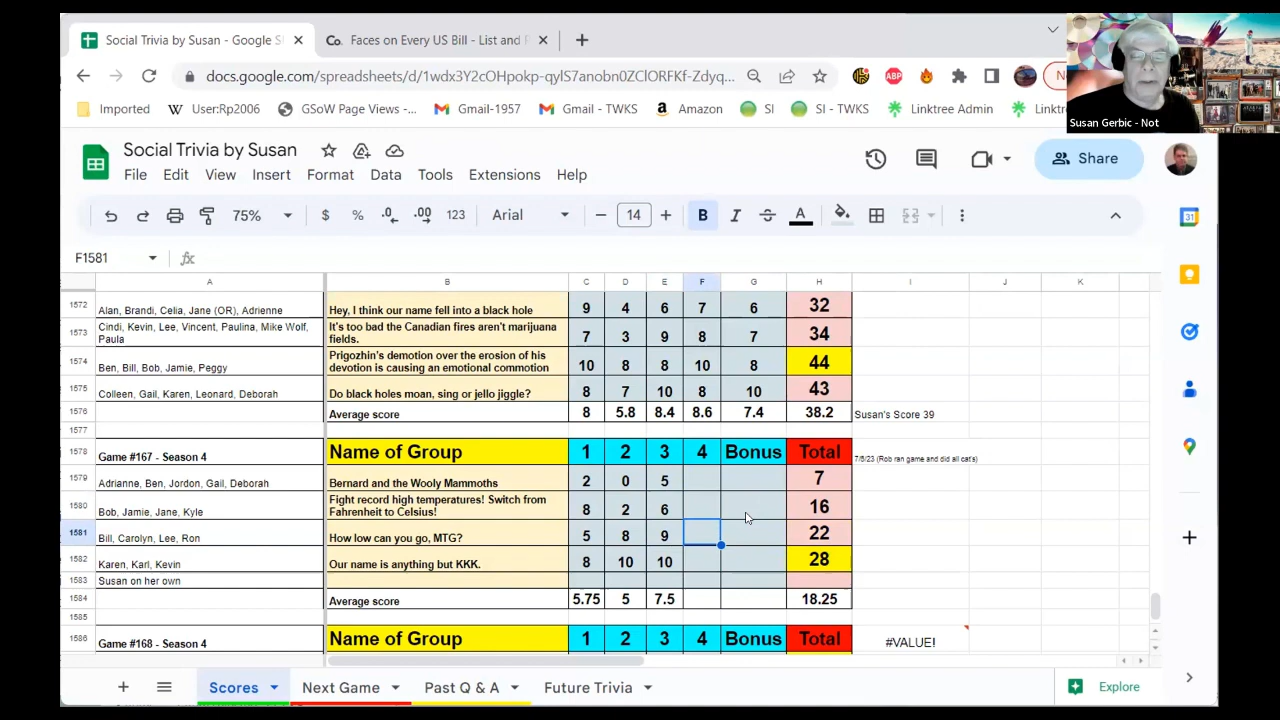 Social Trivia by Susan - Google S
Co. Faces on Every US Bill - List and
docs.google.com/spreadsheets/d/1wdx3Y2cOHpokp-qyIS7anobn0ZClORFKf-Zdyq...
ABP
Imported
W User:Rp2006
GSoW Page Views -...
Gmail - TUSZ
Gmail - TWKS
a Amazon
SI
SI - TWKS
Linktree Admin
Linktr
Susan Gerbic - Not
Social Trivia by Susan
File Edit View Insert Format Data Tools Extensions Help
Share
75% $ % .0 .00 123 Arial 14 B I A
31
F1581 fx
A B C D E F G H I J K
1572 Alan, Brandi, Celia, Jane (OR), Adrienne Hey, I think our name fell into a black hole 9 4 6 7 6 32
1573 Cindi, Kevin, Lee, Vincent, Paulina, Mike Wolf, Paula It's too bad the Canadian fires aren't marijuana fields. 7 3 9 8 7 34
1574 Ben, Bill, Bob, Jamie, Peggy Prigozhin's demotion over the erosion of his devotion is causing an emotional commotion 10 8 8 10 8 44
1575 Colleen, Gail, Karen, Leonard, Deborah Do black holes moan, sing or jello jiggle? 8 7 10 8 10 43
1576 Average score 8 5.8 8.4 8.6 7.4 38.2 Susan's Score 39
1577
1578 Game #167 - Season 4 Name of Group 1 2 3 4 Bonus Total 7/5/23 (Rob ran game and did all cat's)
1579 Adrianne, Ben, Jordon, Gail, Deborah Bernard and the Wooly Mammoths 2 0 5 7
1580 Bob, Jamie, Jane, Kyle Fight record high temperatures! Switch from Fahrenheit to Celsius! 8 2 6 16
1581 Bill, Carolyn, Lee, Ron How low can you go, MTG? 5 8 9 22
1582 Karen, Karl, Kevin Our name is anything but KKK. 8 10 10 28
1583 Susan on her own
1584 Average score 5.75 5 7.5 18.25
1585
1586 Game #168 - Season 4 Name of Group 1 2 3 4 Bonus Total #VALUE!
Scores Next Game Past Q & A Future Trivia Explore